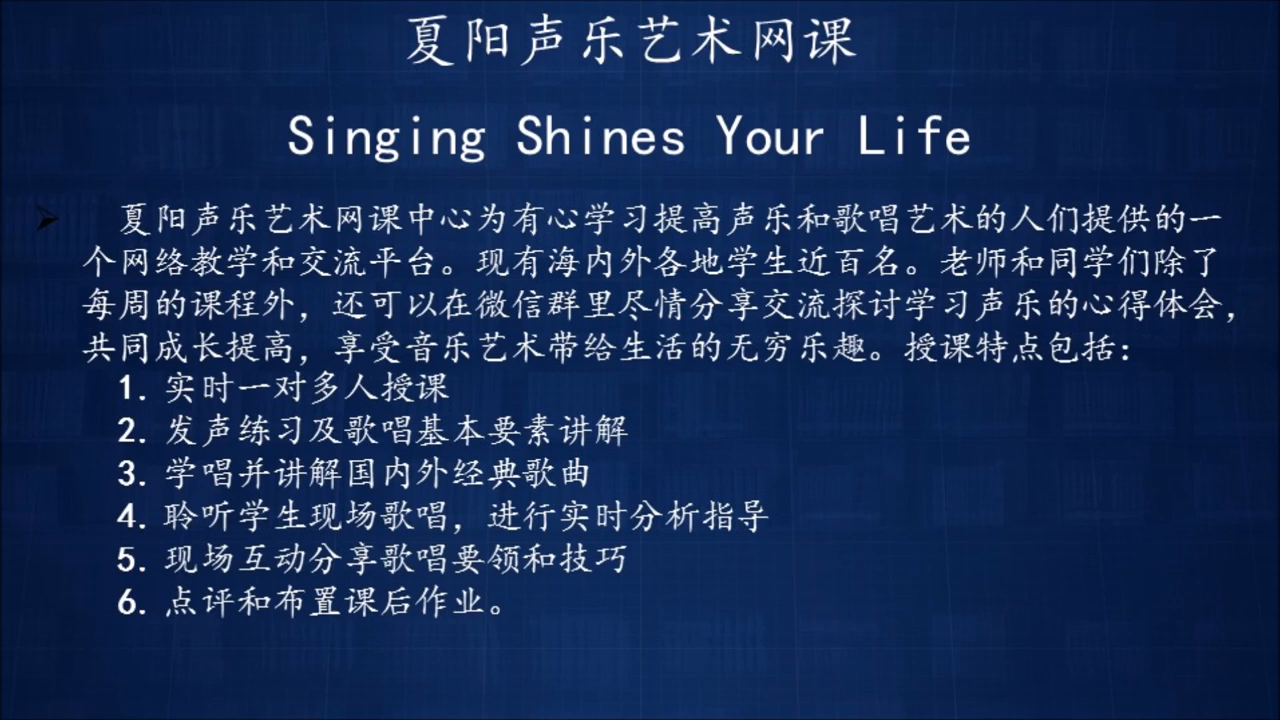 夏阳声乐艺术网课
Singing Shines Your Life
夏阳声乐艺术网课中心为有心学习提高声乐和歌唱艺术的人们提供的一
个网络教学和交流平台。现有海内外各地学生近百名。老师和同学们除了
每周的课程外，还可以在微信群里尽情分享交流探讨学习声乐的心得体会，
共同成长提高，享受音乐艺术带给生活的无穷乐趣。授课特点包括：
1. 实时一对多人授课
2. 发声练习及歌唱基本要素讲解
3. 学唱并讲解国内外经典歌曲
4. 聆听学生现场歌唱，进行实时分析指导
5. 现场互动分享歌唱要领和技巧
6. 点评和布置课后作业。